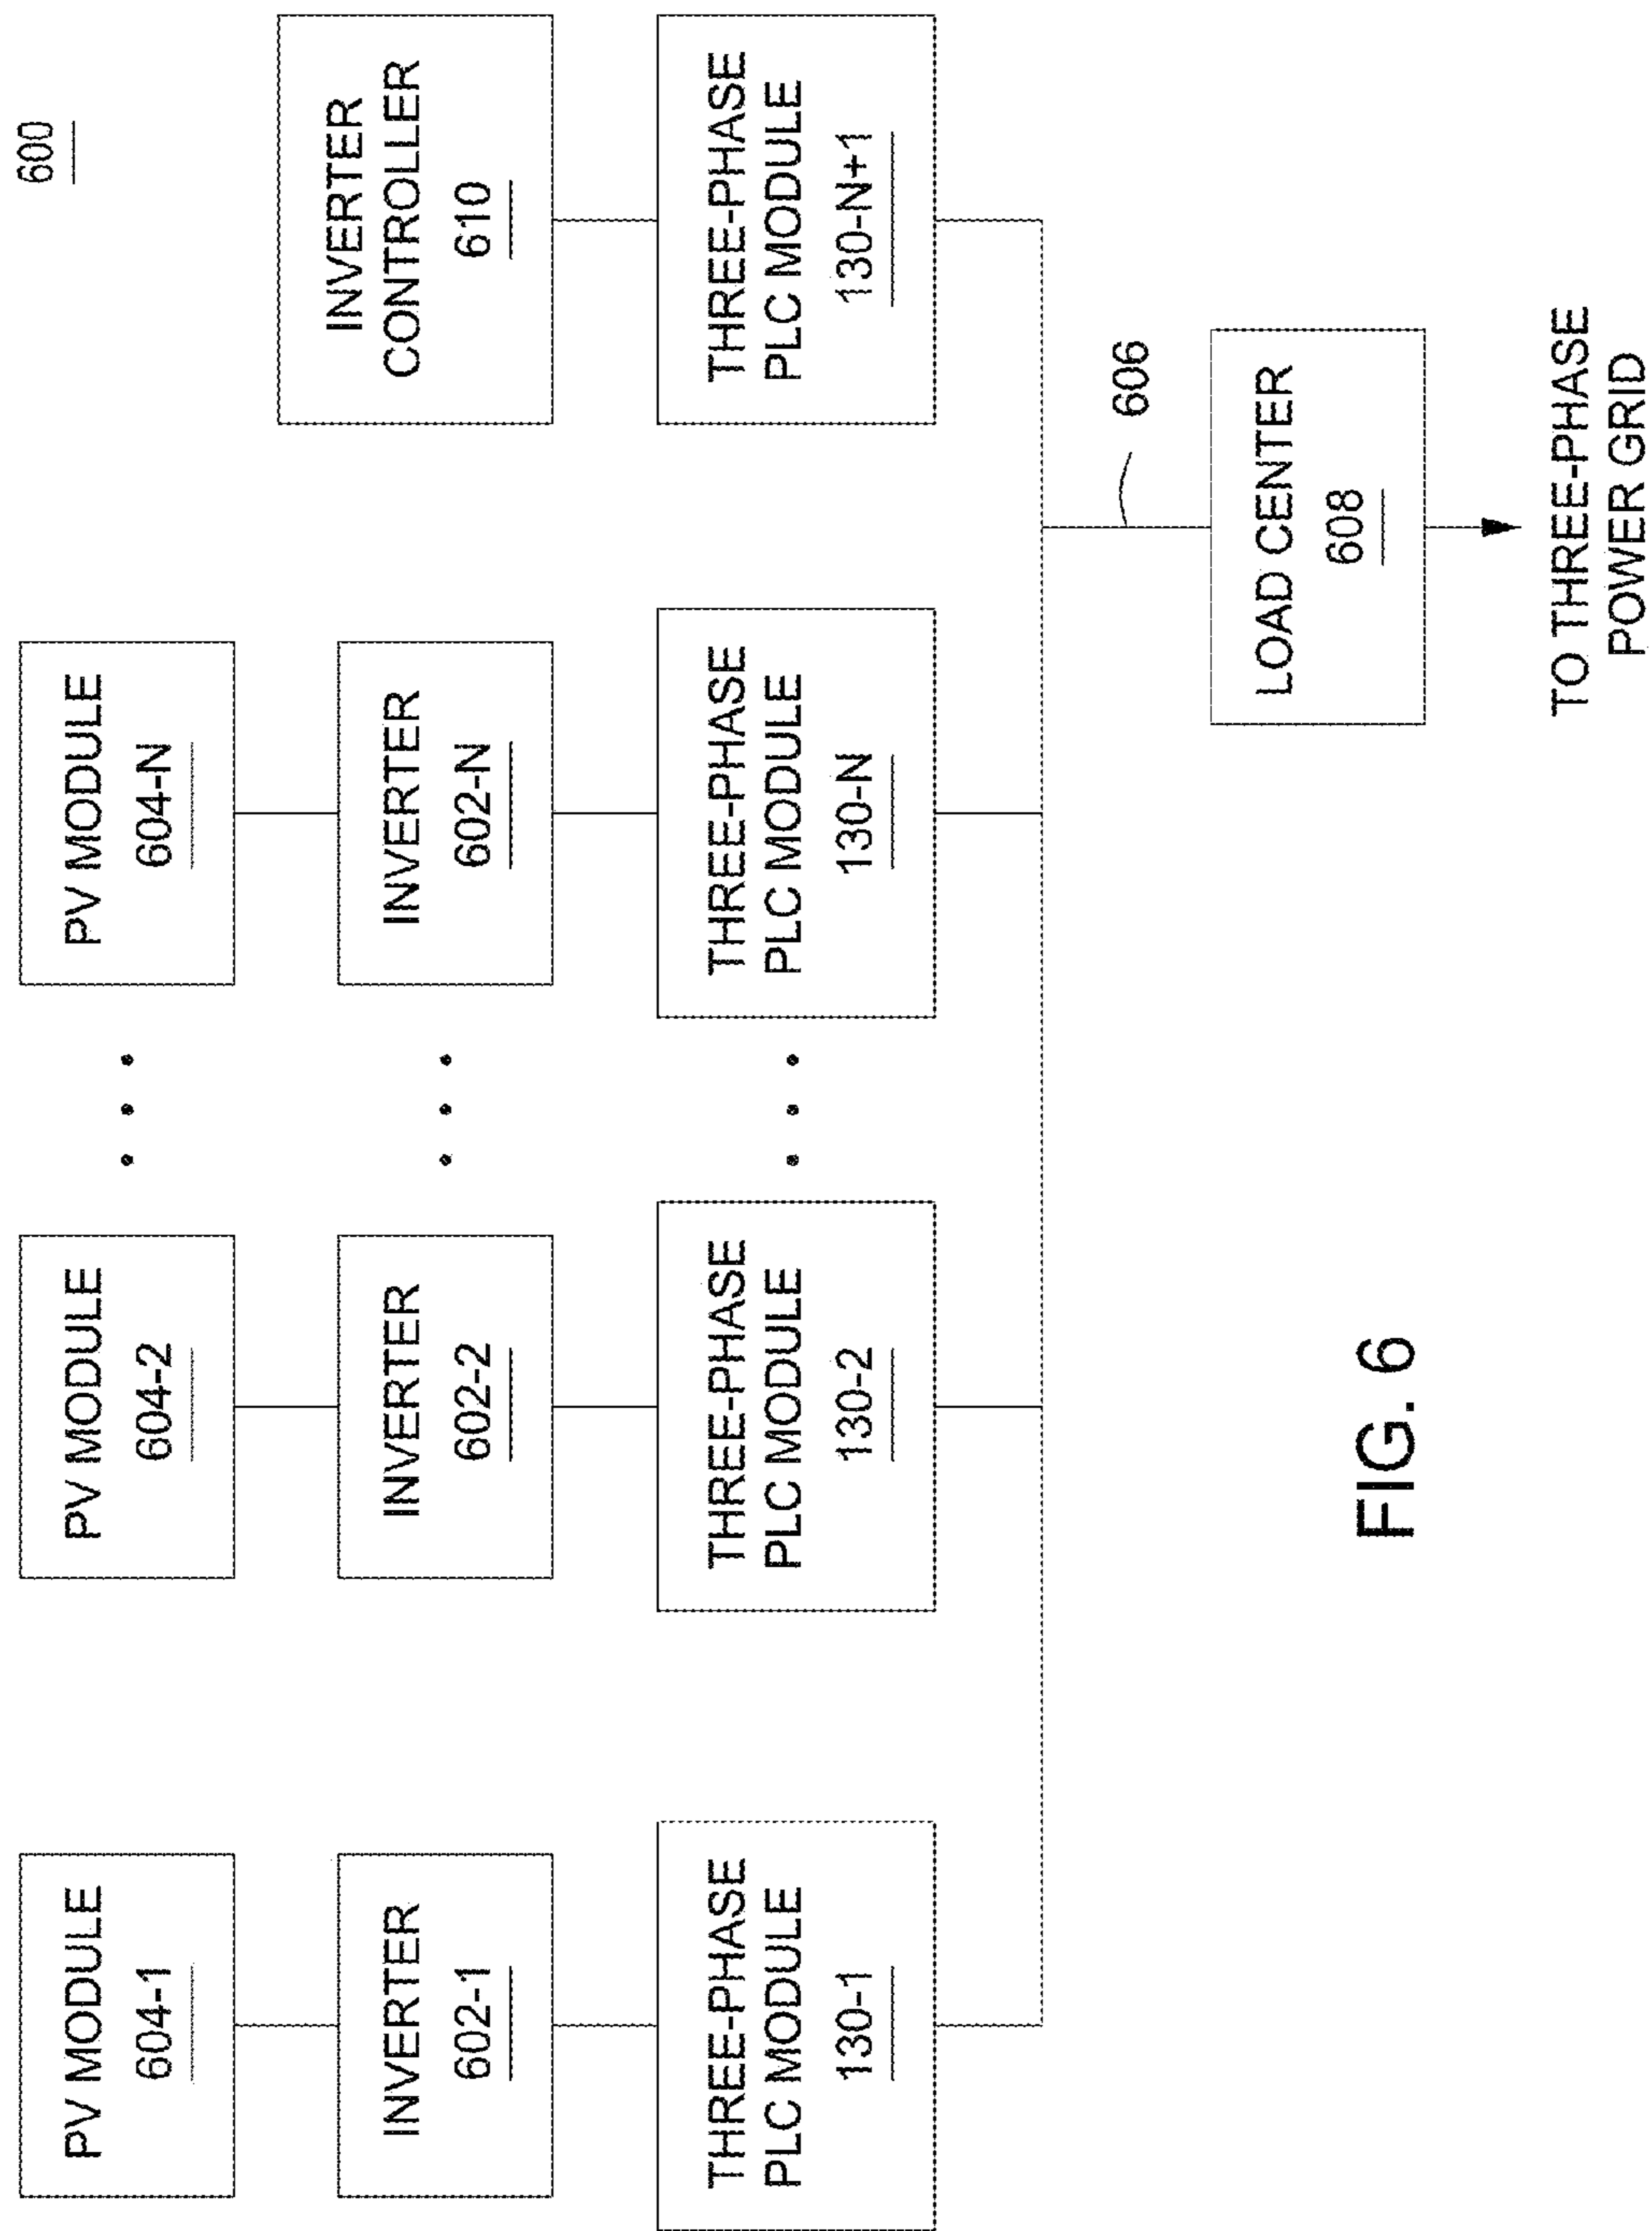 600
PV MODULE
604-1
PV MODULE
604-2
PV MODULE
604-N
INVERTER
602-1
INVERTER
602-2
INVERTER
602-N
INVERTER
CONTROLLER
610
THREE-PHASE
PLC MODULE
130-1
THREE-PHASE
PLC MODULE
130-2
THREE-PHASE
PLC MODULE
130-N
THREE-PHASE
PLC MODULE
130-N+1
606
LOAD CENTER
608
TO THREE-PHASE
POWER GRID
FIG. 6